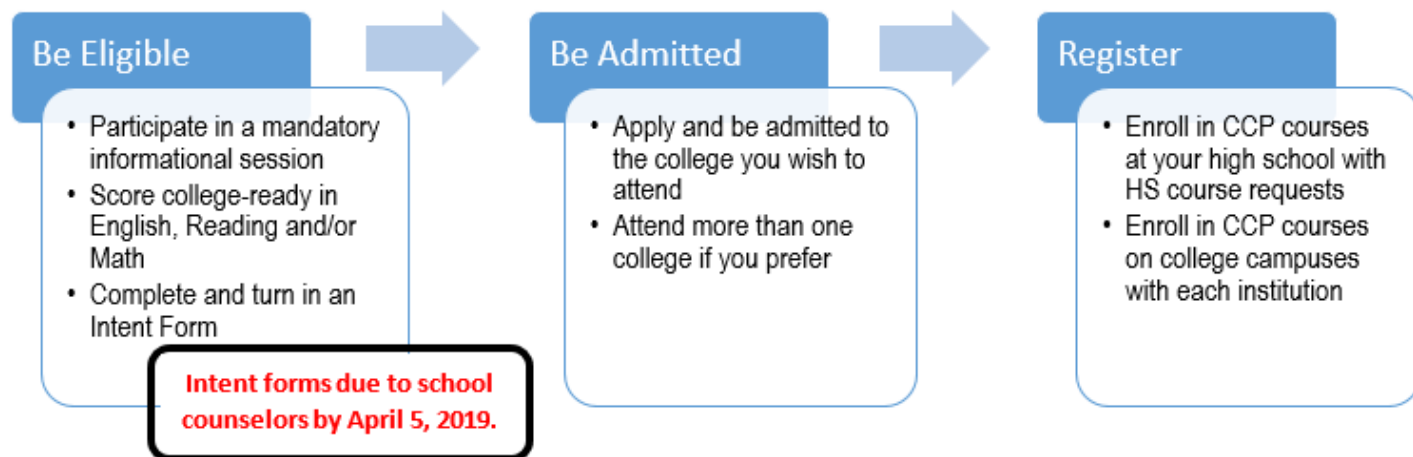 Be Eligible
• Participate in a mandatory
informational session
• Score college-ready in
English, Reading and/or
Math
• Complete and turn in an
Intent Form
Intent forms due to school
counselors by April 5, 2019.
Be Admitted
• Apply and be admitted to
the college you wish to
attend
• Attend more than one
college if you prefer
Register
• Enroll in CCP courses
at your high school with
HS course requests
• Enroll in CCP courses
on college campuses
with each institution